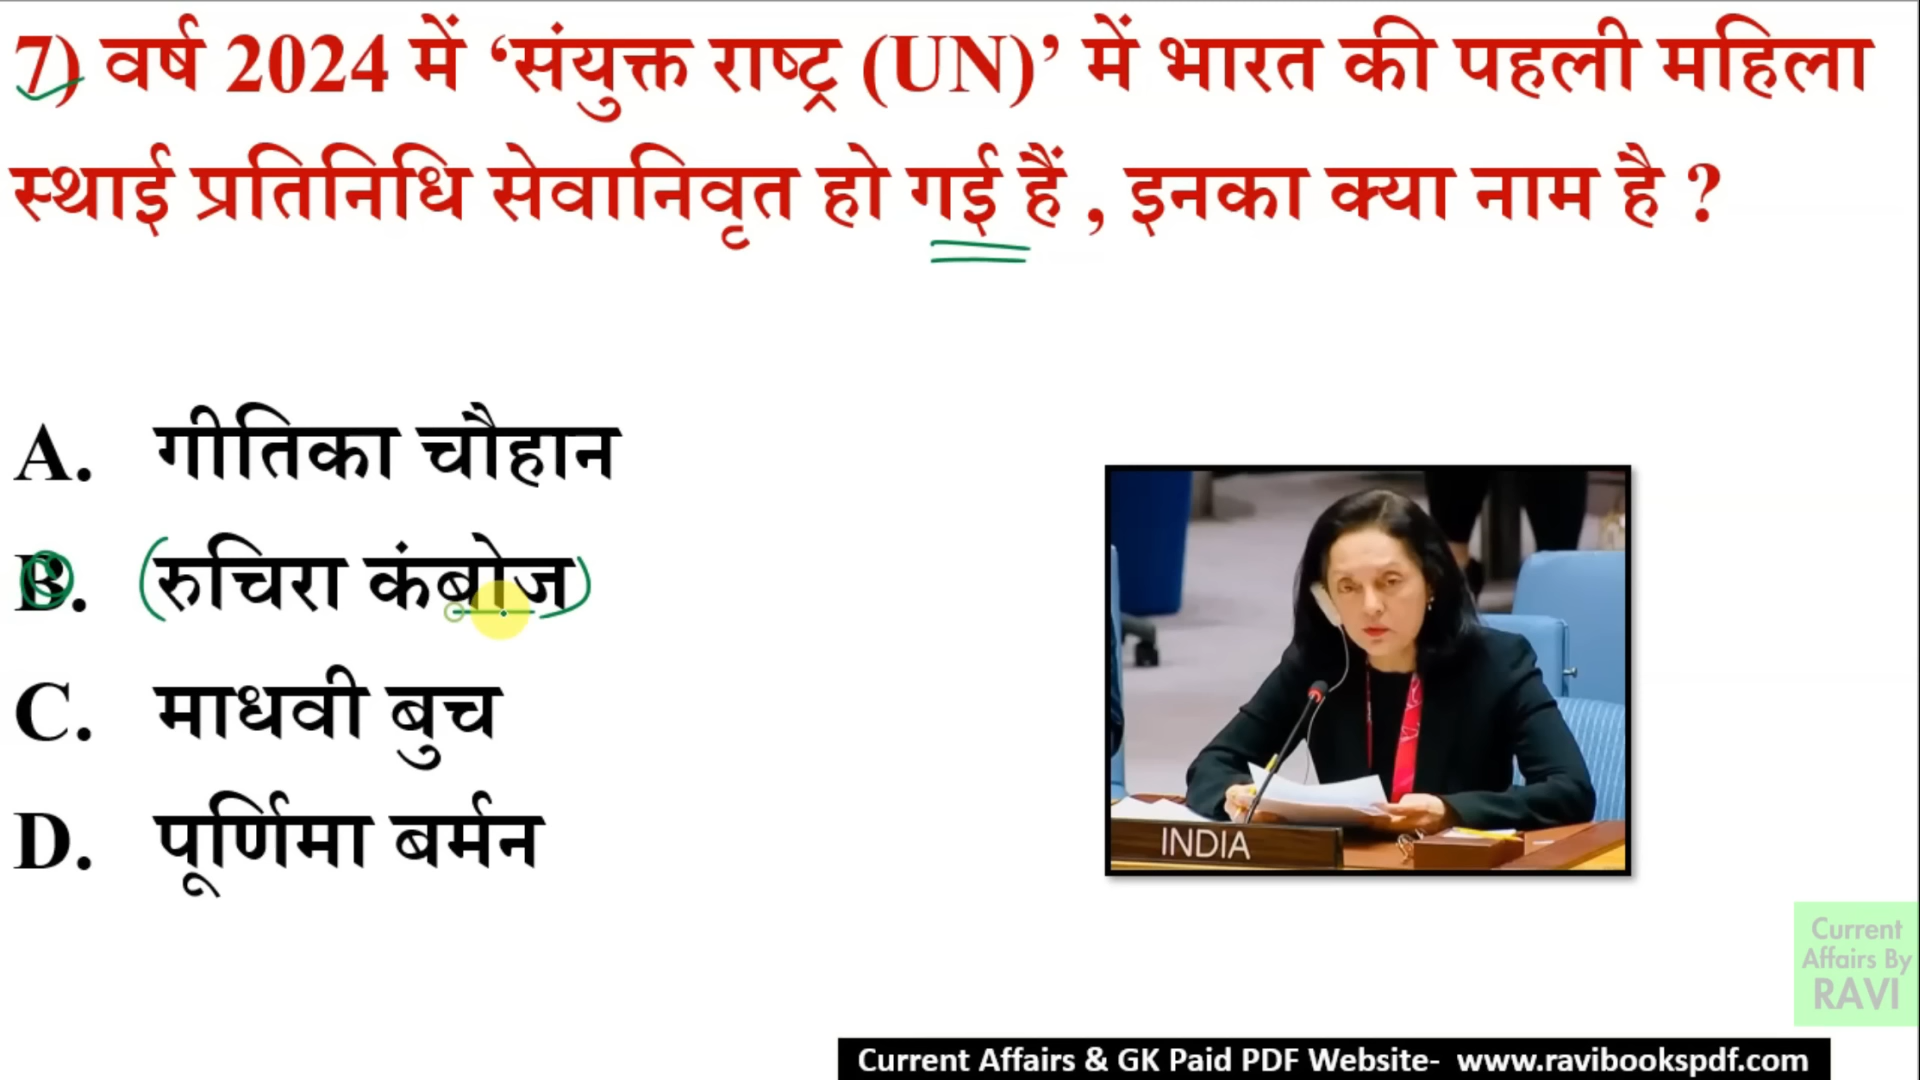 7) वर्ष 2024 में ‘संयुक्त राष्ट्र (UN)’ में भारत की पहली महिला
स्थाई प्रतिनिधि सेवानिवृत हो गई हैं , इनका क्या नाम है ?
A. गीतिका चौहान
B. (रुचिरा कंबोज)
C. माधवी बुच
D. पूर्णिमा बर्मन
INDIA
Current
Affairs By
RAVI
Current Affairs & GK Paid PDF Website- www.ravibookspdf.com